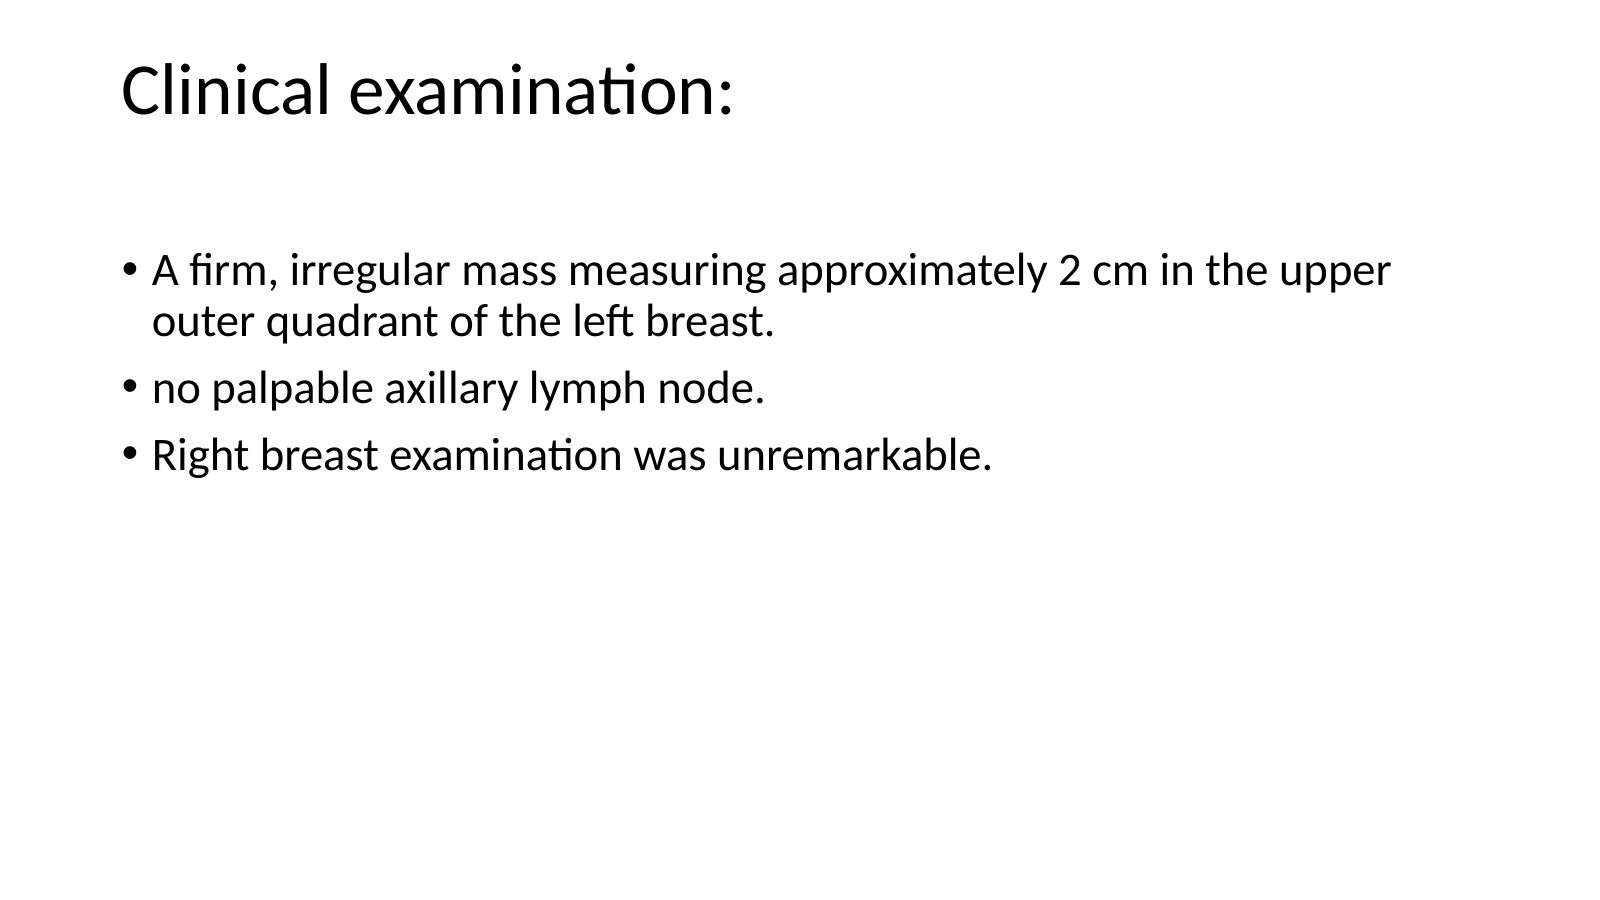 Clinical examination:
• A firm, irregular mass measuring approximately 2 cm in the upper
outer quadrant of the left breast.
• no palpable axillary lymph node.
• Right breast examination was unremarkable.